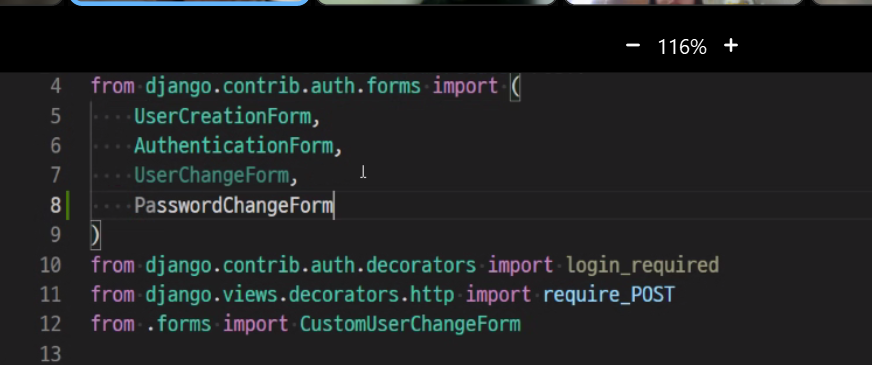 116%
4 from django.contrib.auth.forms import (
5 UserCreationForm,
6 AuthenticationForm,
7 UserChangeForm,
8 PasswordChangeForm
9 )
10 from django.contrib.auth.decorators import login_required
11 from django.views.decorators.http import require_POST
12 from .forms import CustomUserChangeForm
13